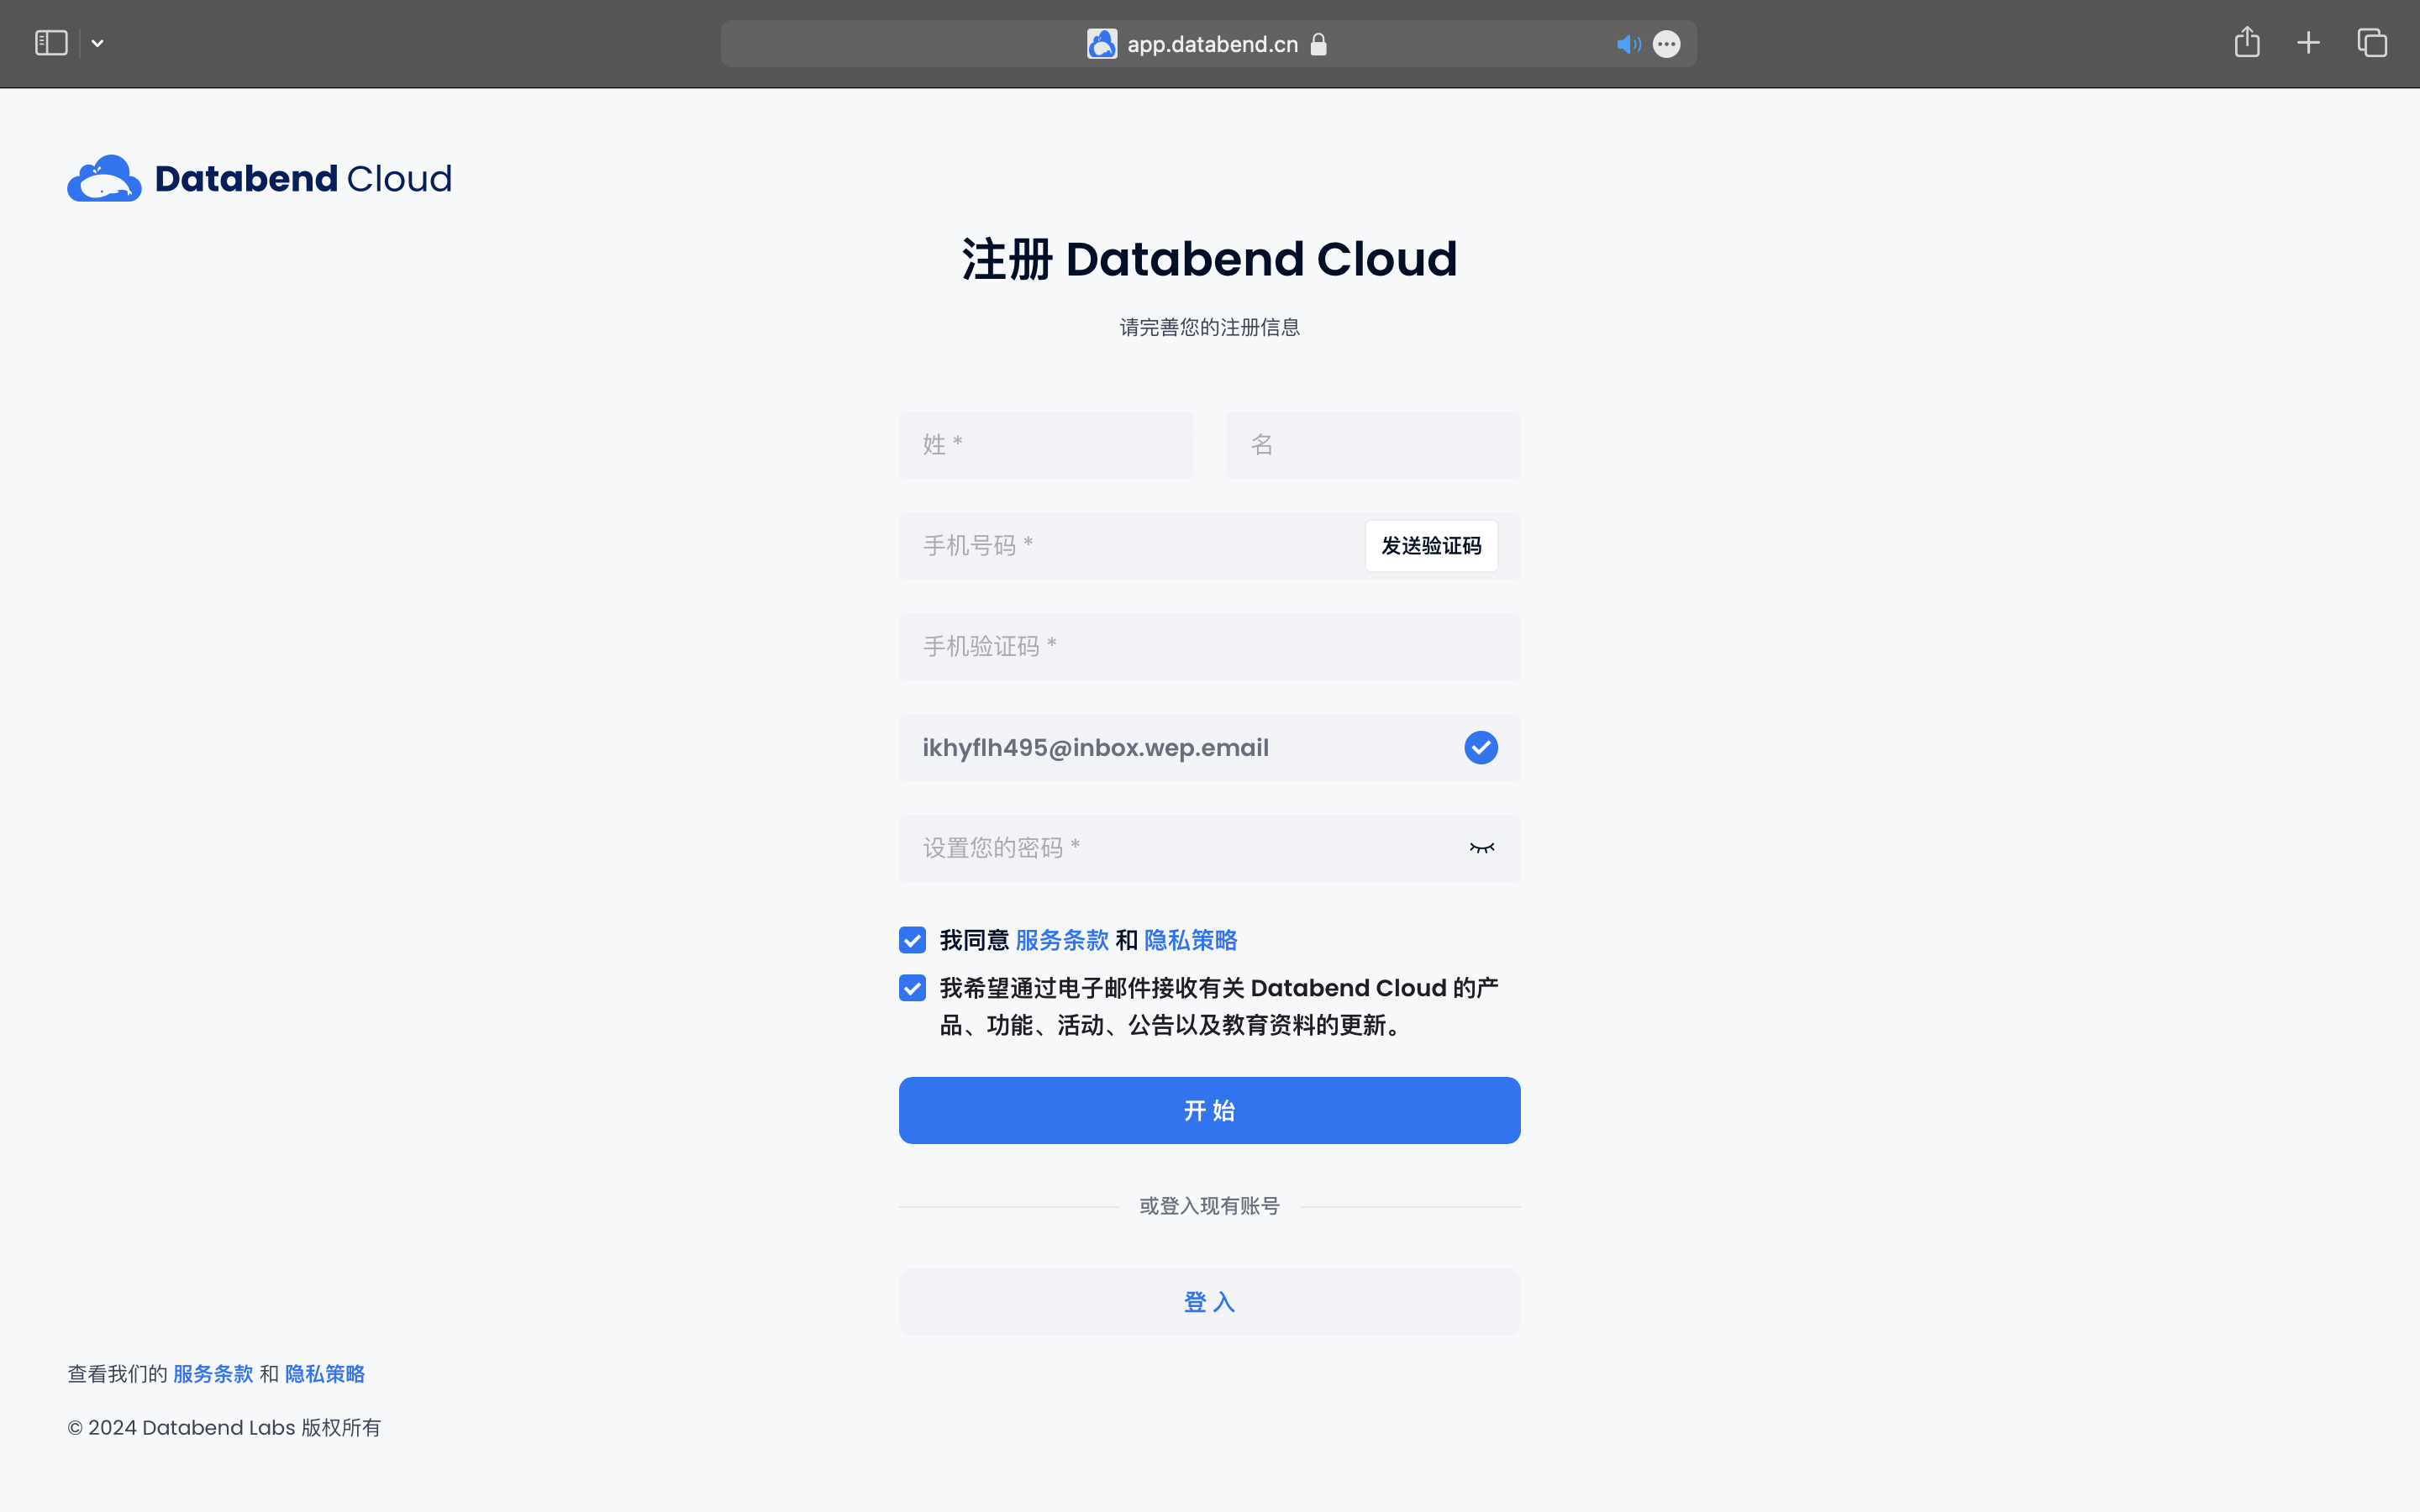 app.databend.cn
Databend Cloud
注册 Databend Cloud
请完善您的注册信息
姓 *
名
手机号码 *
发送验证码
手机验证码 *
ikhyflh495@inbox.wep.email
设置您的密码 *
我同意 服务条款 和 隐私策略
我希望通过电子邮件接收有关 Databend Cloud 的产
品、功能、活动、公告以及教育资料的更新。
开 始
或登入现有账号
登 入
查看我们的 服务条款 和 隐私策略
© 2024 Databend Labs 版权所有